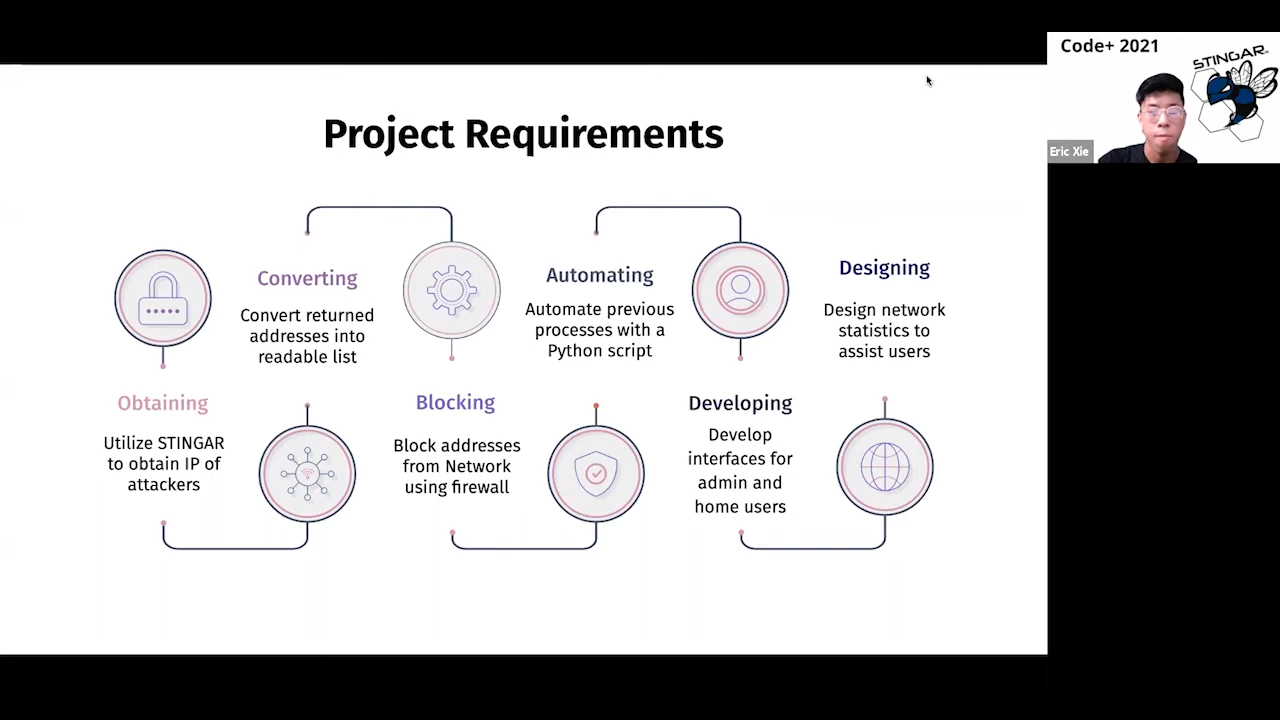 Code+ 2021
STINGAR
Eric Xie
Project Requirements
Obtaining
Utilize STINGAR
to obtain IP of
attackers
Converting
Convert returned
addresses into
readable list
Blocking
Block addresses
from Network
using firewall
Automating
Automate previous
processes with a
Python script
Developing
Develop
interfaces for
admin and
home users
Designing
Design network
statistics to
assist users